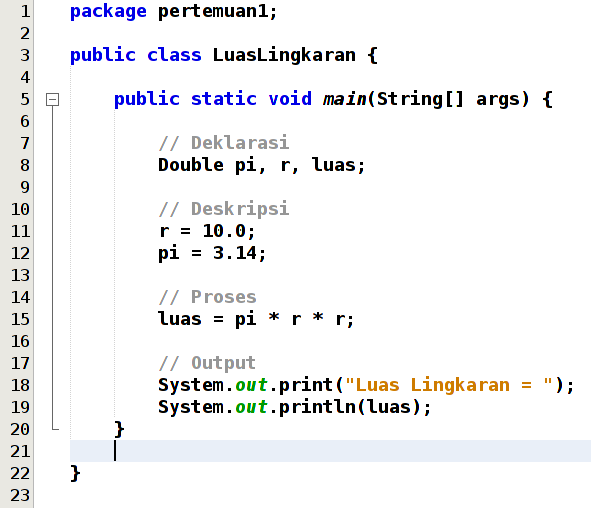 1 package pertemuan1;
2
3 public class LuasLingkaran {
4
5 public static void main(String[] args) {
6
7 // Deklarasi
8 Double pi, r, luas;
9
10 // Deskripsi
11 r = 10.0;
12 pi = 3.14;
13
14 // Proses
15 luas = pi * r * r;
16
17 // Output
18 System.out.print("Luas Lingkaran = ");
19 System.out.println(luas);
20 }
21
22 }
23